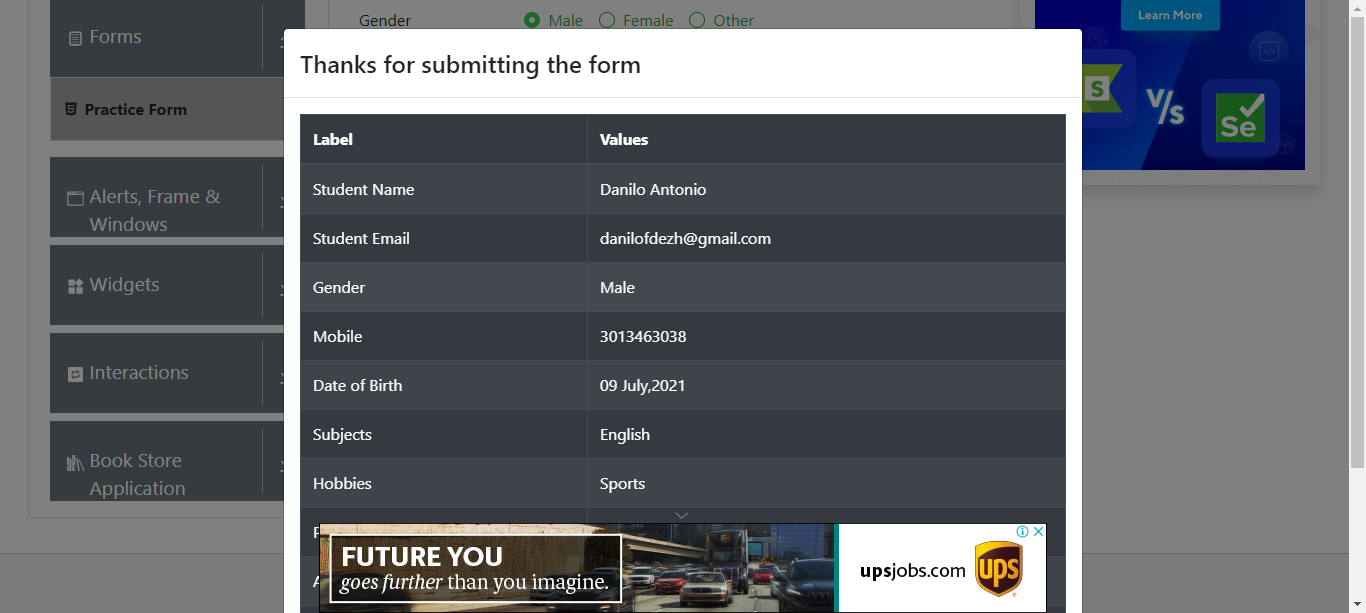 Gender Male Female Other
Learn More
Forms
Thanks for submitting the form
Practice Form
S
V/s
Se
Label Values
Student Name Danilo Antonio
Alerts, Frame &
Windows
Student Email danilofdezh@gmail.com
Widgets
Gender Male
Mobile 3013463038
Interactions
Date of Birth 09 July,2021
Subjects English
Book Store
Application
Hobbies Sports
P
FUTURE YOU
goes further than you imagine.
upsjobs.com
ups
A